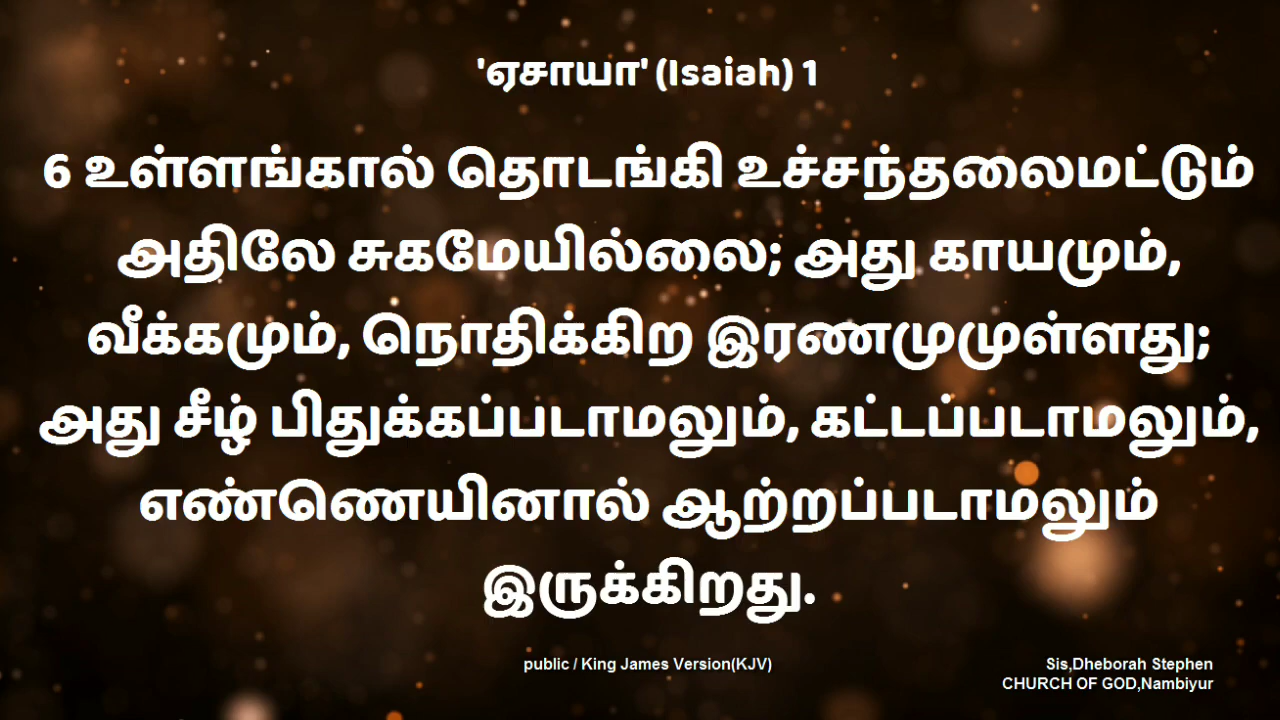 'ஏசாயா' (Isaiah) 1
6 உள்ளங்கால் தொடங்கி உச்சந்தலைமட்டும்
அதிலே சுகமேயில்லை; அது காயமும்,
வீக்கமும், நொதிக்கிற இரணமுமுள்ளது;
அது சீழ் பிதுக்கப்படாமலும், கட்டப்படாமலும்,
எண்ணெயினால் ஆற்றப்படாமலும்
இருக்கிறது.
public / King James Version(KJV)
Sis,Dheborah Stephen
CHURCH OF GOD,Nambiyur